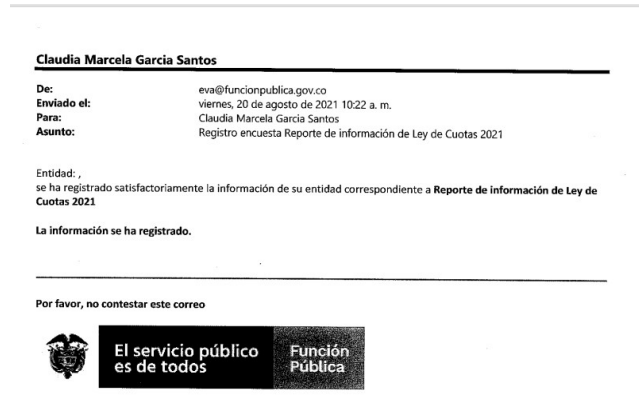 Claudia Marcela Garcia Santos
De: eva@funcionpublica.gov.co
Enviado el: viernes, 20 de agosto de 2021 10:22 a. m.
Para: Claudia Marcela Garcia Santos
Asunto: Registro encuesta Reporte de información de Ley de Cuotas 2021
Entidad: ,
se ha registrado satisfactoriamente la información de su entidad correspondiente a Reporte de información de Ley de
Cuotas 2021
La información se ha registrado.
Por favor, no contestar este correo
El servicio público
es de todos
Función
Pública